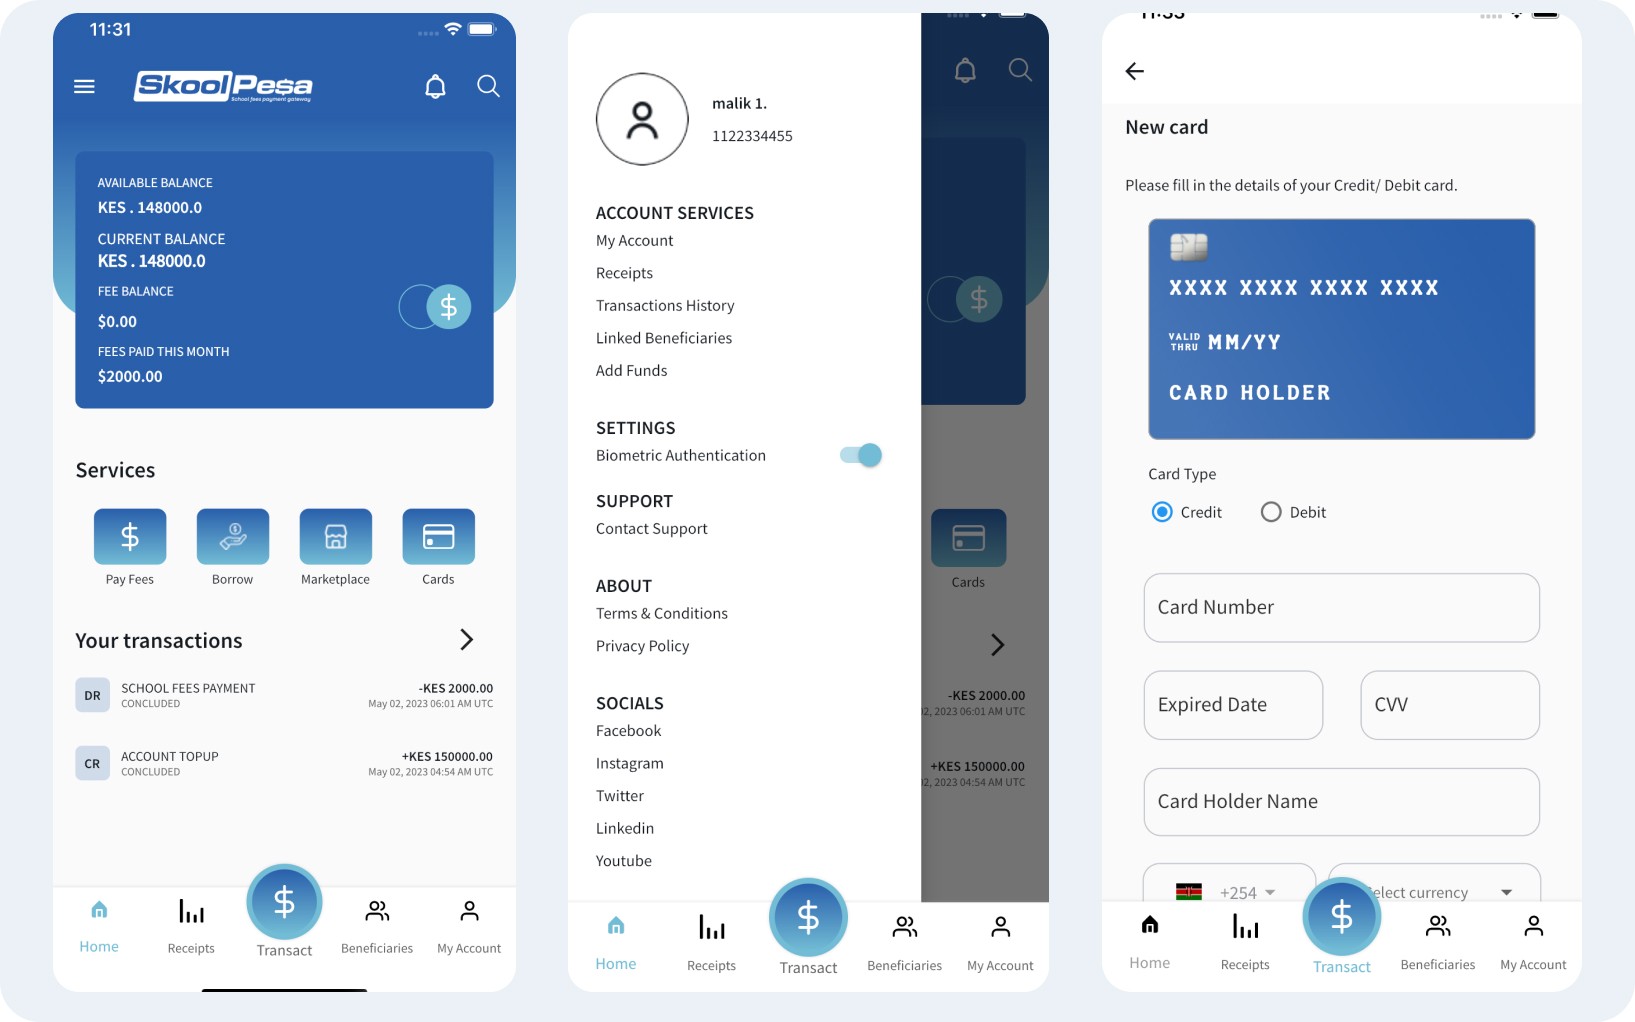 11:31
SkoolPesa
School fees payment gateway
AVAILABLE BALANCE
KES . 148000.0
CURRENT BALANCE
KES . 148000.0
FEE BALANCE
$0.00
FEES PAID THIS MONTH
$2000.00
Services
Pay Fees Borrow Marketplace Cards
Your transactions
DR SCHOOL FEES PAYMENT -KES 2000.00
CONCLUDED May 02, 2023 06:01 AM UTC
CR ACCOUNT TOPUP +KES 150000.00
CONCLUDED May 02, 2023 04:54 AM UTC
Home Receipts Transact Beneficiaries My Account
malik 1.
1122334455
ACCOUNT SERVICES
My Account
Receipts
Transactions History
Linked Beneficiaries
Add Funds
SETTINGS
Biometric Authentication
SUPPORT
Contact Support
ABOUT
Terms & Conditions
Privacy Policy
SOCIALS
Facebook
Instagram
Twitter
Linkedin
Youtube
Cards
-KES 2000.00
02, 2023 06:01 AM UTC
+KES 150000.00
02, 2023 04:54 AM UTC
Home Receipts Transact Beneficiaries My Account
11:33
New card
Please fill in the details of your Credit/ Debit card.
XXXX XXXX XXXX XXXX
VALID
THRU MM/YY
CARD HOLDER
Card Type
Credit Debit
Card Number
Expired Date CVV
Card Holder Name
+254 elect currency
Home Receipts Transact Beneficiaries My Account